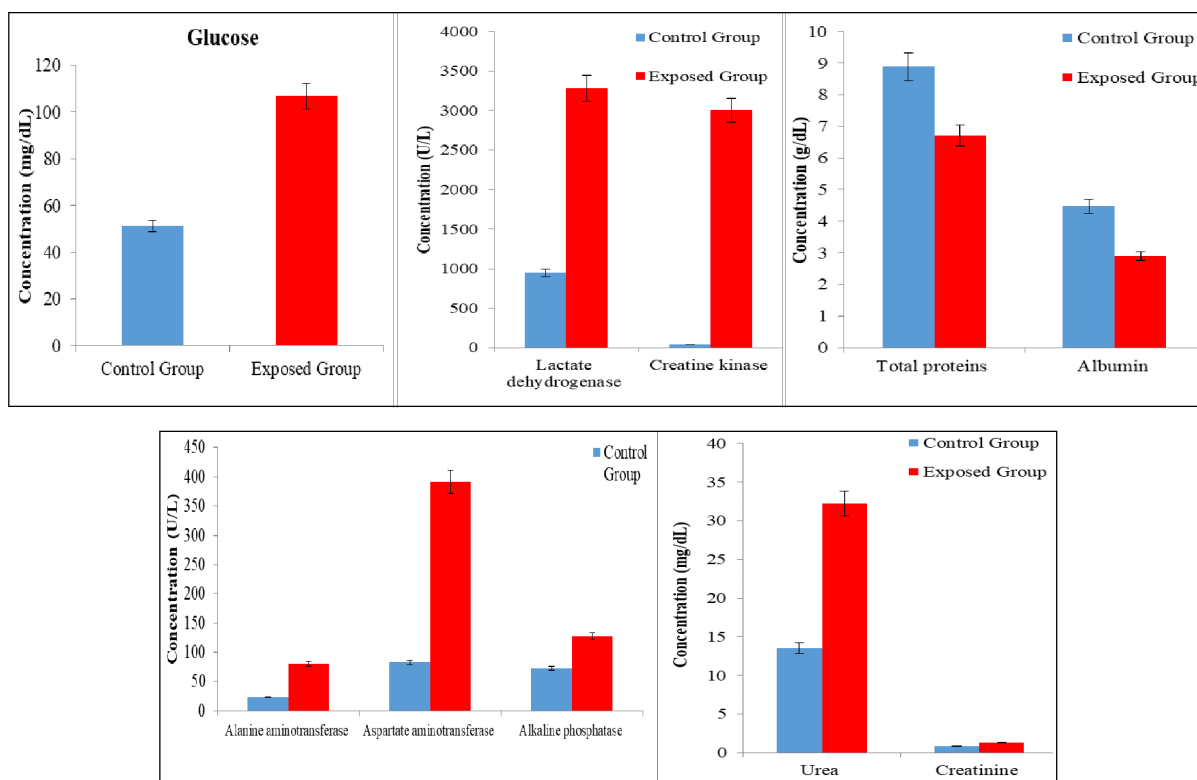 Glucose
Concentration (mg/dL)
120
100
80
60
40
20
0
Control Group
Exposed Group
Concentration (U/L)
4000
3500
3000
2500
2000
1500
1000
500
0
Control Group
Exposed Group
Lactate
dehydrogenase
Creatine kinase
Concentration (g/dL)
10
9
8
7
6
5
4
3
2
1
0
Control Group
Exposed Group
Total proteins
Albumin
Concentration (U/L)
450
400
350
300
250
200
150
100
50
0
Control
Group
Alanine aminotransferase
Aspartate aminotransferase
Alkaline phosphatase
Concentration (mg/dL)
40
35
30
25
20
15
10
5
0
Control Group
Exposed Group
Urea
Creatinine